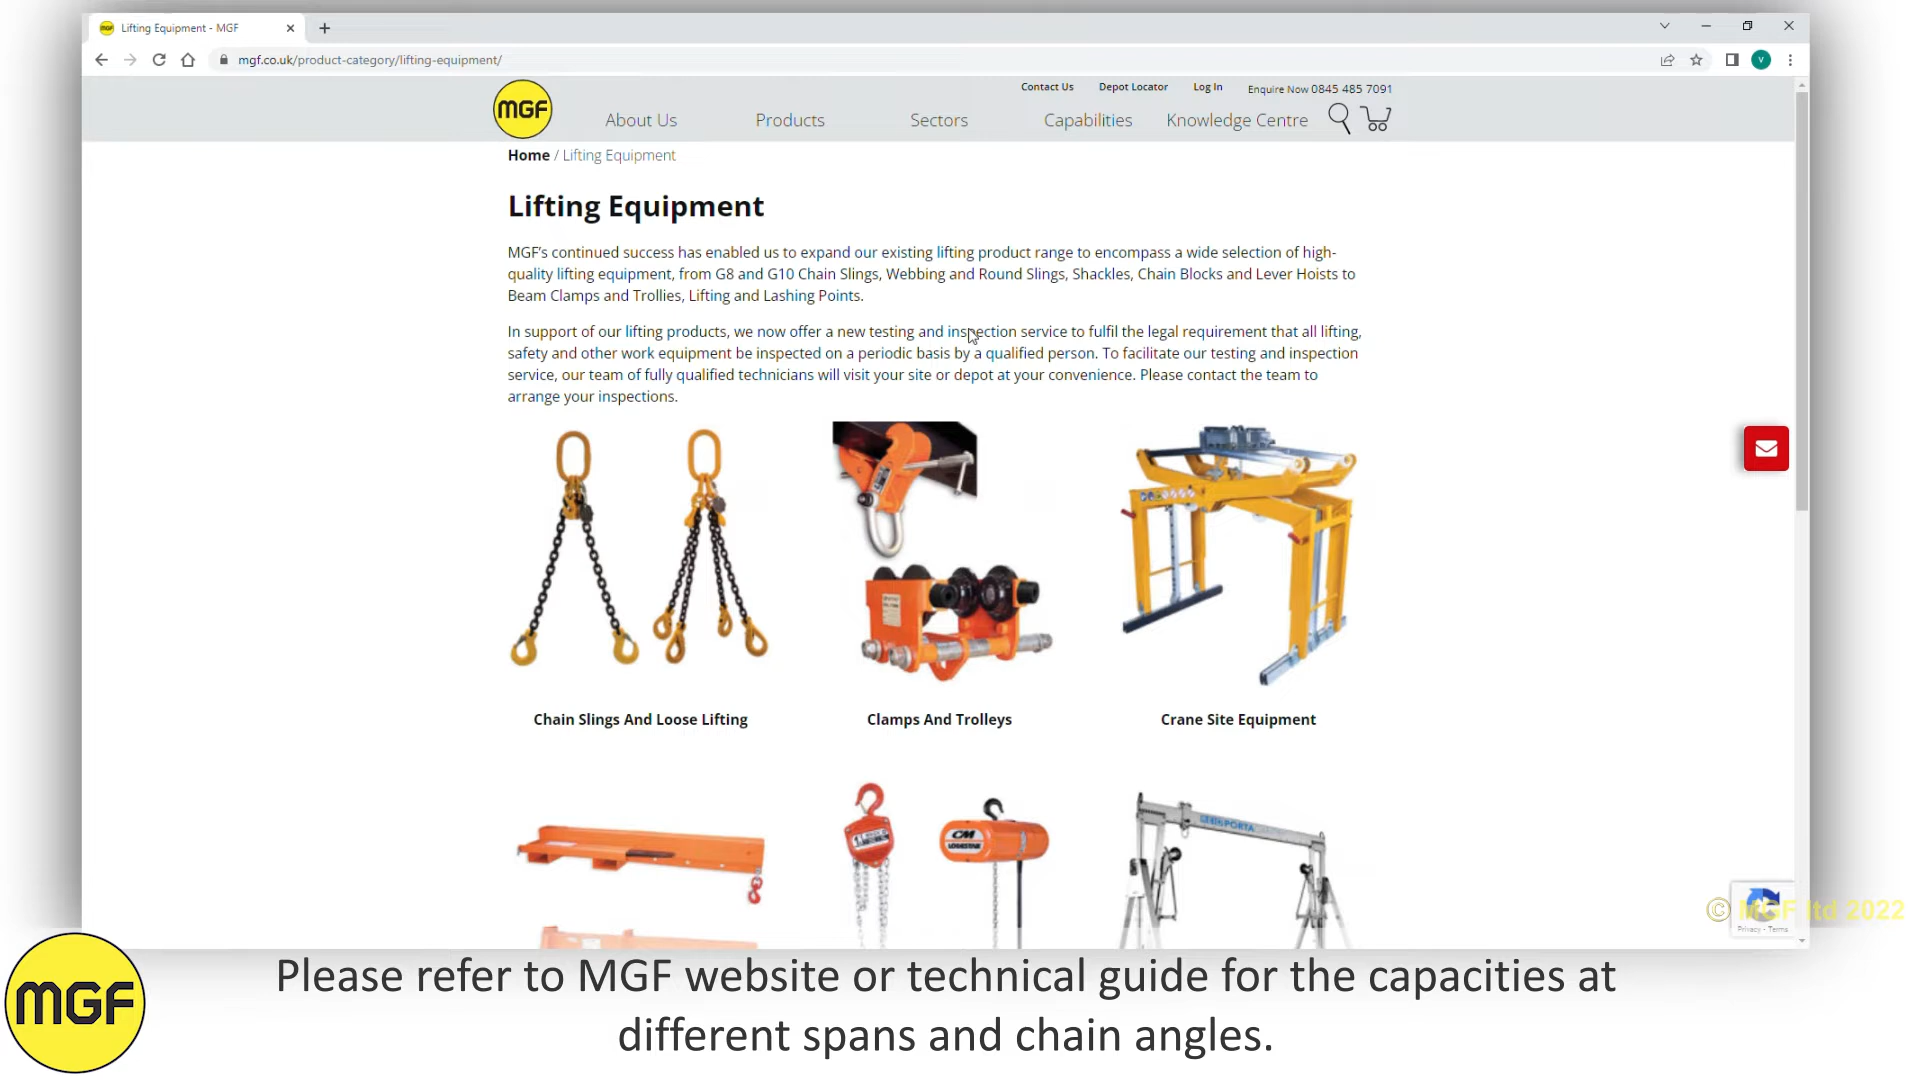 Lifting Equipment - MGF
mgf.co.uk/product-category/lifting-equipment/
V
Contact Us Depot Locator Log In Enquire Now 0845 485 7091
MGF
About Us Products Sectors Capabilities Knowledge Centre
Home / Lifting Equipment
Lifting Equipment
MGF's continued success has enabled us to expand our existing lifting product range to encompass a wide selection of high-
quality lifting equipment, from G8 and G10 Chain Slings, Webbing and Round Slings, Shackles, Chain Blocks and Lever Hoists to
Beam Clamps and Trollies, Lifting and Lashing Points.
In support of our lifting products, we now offer a new testing and inspection service to fulfil the legal requirement that all lifting,
safety and other work equipment be inspected on a periodic basis by a qualified person. To facilitate our testing and inspection
service, our team of fully qualified technicians will visit your site or depot at your convenience. Please contact the team to
arrange your inspections.
Chain Slings And Loose Lifting Clamps And Trolleys Crane Site Equipment
CM
LODESTAR
PORTA
© MGF ltd 2022
Privacy - Terms
MGF
Please refer to MGF website or technical guide for the capacities at
different spans and chain angles.